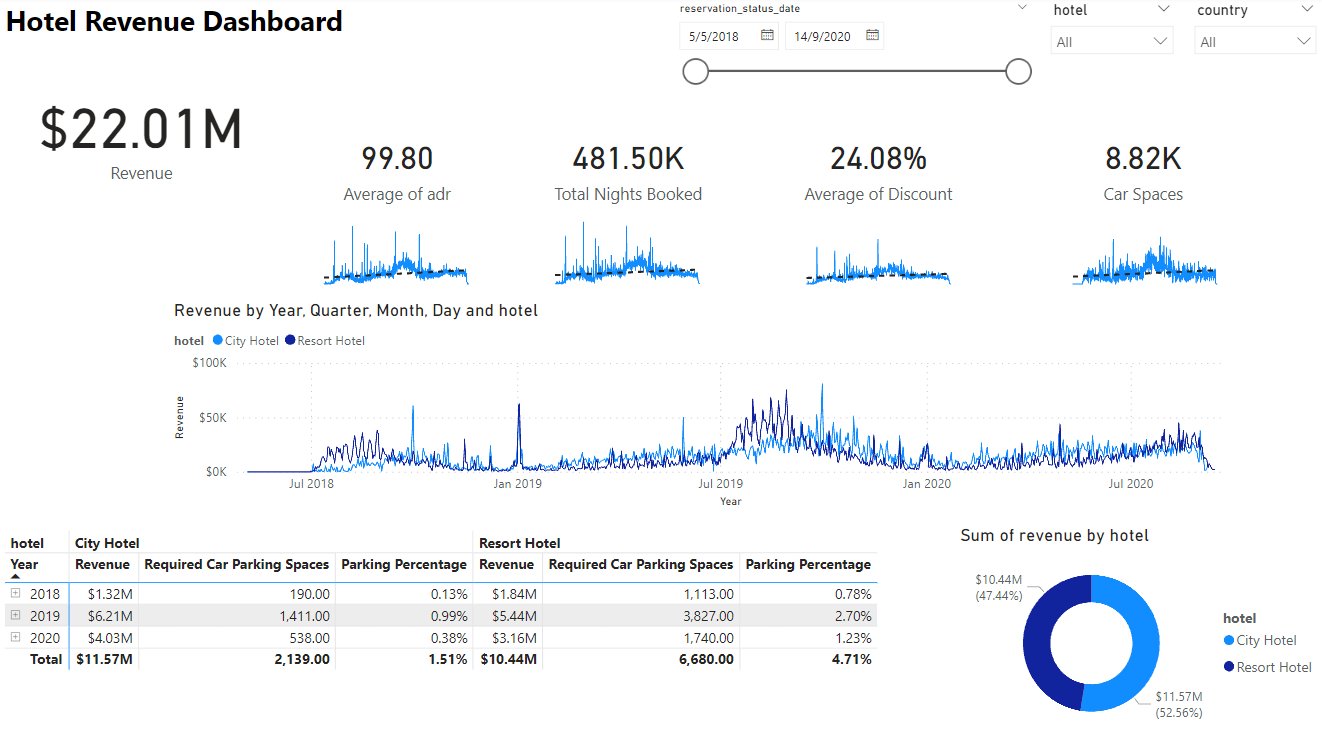 Hotel Revenue Dashboard
reservation_status_date
5/5/2018 14/9/2020
hotel
All
country
All
$22.01M
Revenue
99.80
Average of adr
481.50K
Total Nights Booked
24.08%
Average of Discount
8.82K
Car Spaces
Revenue by Year, Quarter, Month, Day and hotel
hotel City Hotel Resort Hotel
$100K
$50K
$0K
Revenue
Jul 2018 Jan 2019 Jul 2019 Jan 2020 Jul 2020
Year
hotel City Hotel Resort Hotel
Year Revenue Required Car Parking Spaces Parking Percentage Revenue Required Car Parking Spaces Parking Percentage
2018 $1.32M 190.00 0.13% $1.84M 1,113.00 0.78%
2019 $6.21M 1,411.00 0.99% $5.44M 3,827.00 2.70%
2020 $4.03M 538.00 0.38% $3.16M 1,740.00 1.23%
Total $11.57M 2,139.00 1.51% $10.44M 6,680.00 4.71%
Sum of revenue by hotel
$10.44M
(47.44%)
$11.57M
(52.56%)
hotel
City Hotel
Resort Hotel